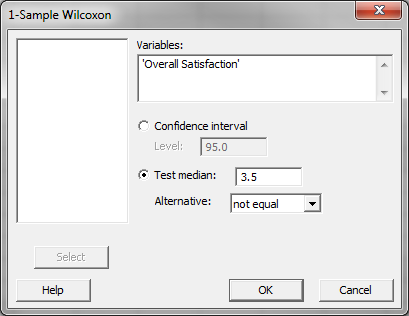 1-Sample Wilcoxon
Variables:
'Overall Satisfaction'
Confidence interval
Level: 95.0
Test median: 3.5
Alternative: not equal
Select
Help OK Cancel